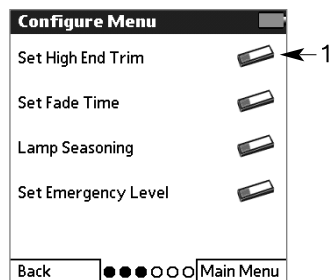 Configure Menu
Set High End Trim
1
Set Fade Time
Lamp Seasoning
Set Emergency Level
Back
Main Menu